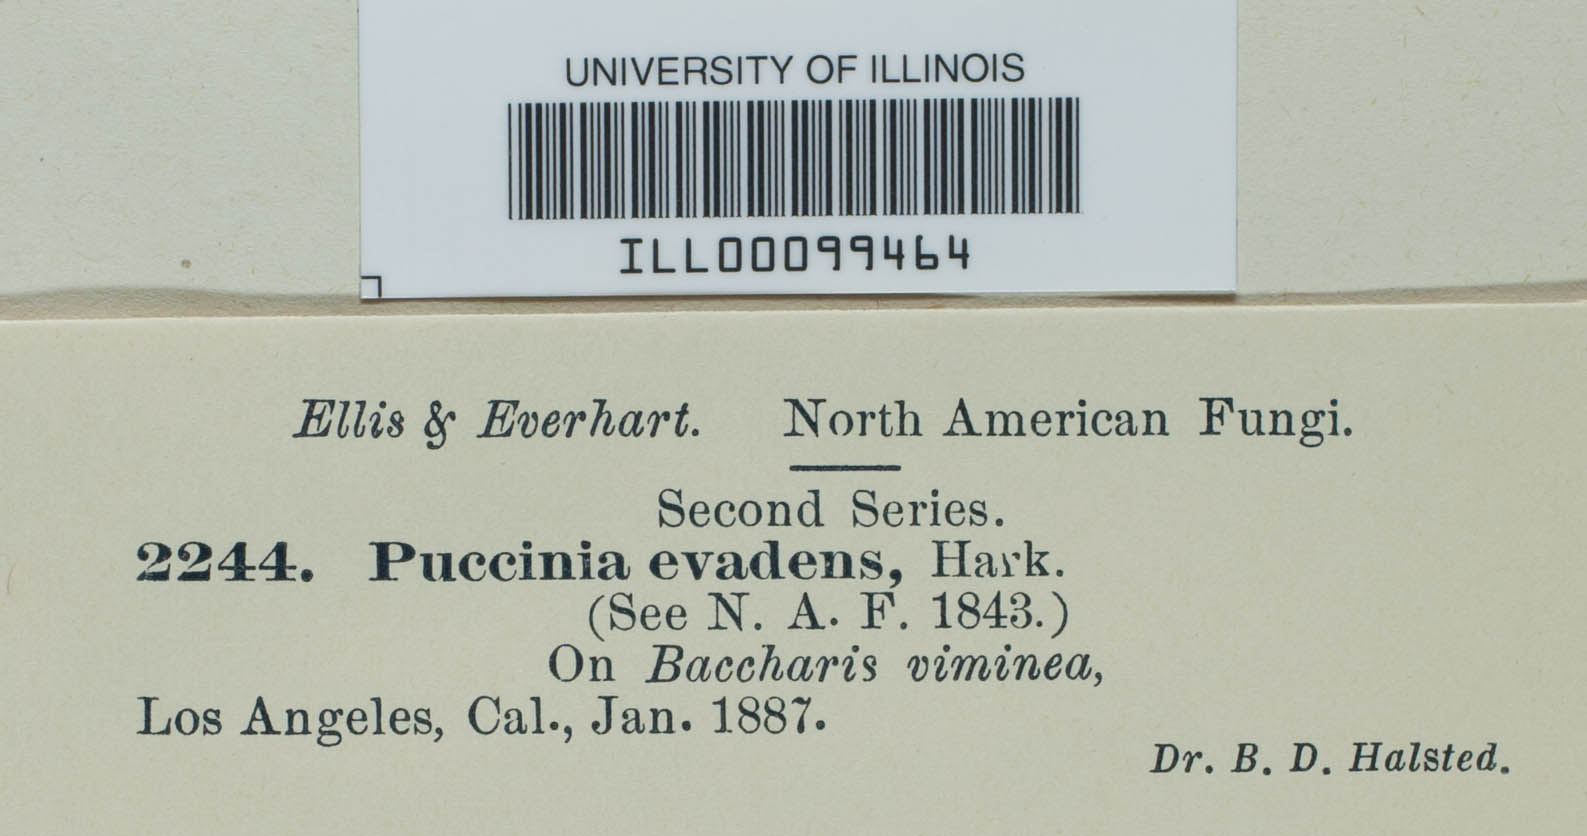 UNIVERSITY OF ILLINOIS
ILL00099464
Ellis & Everhart. North American Fungi.
Second Series.
2244. Puccinia evadens, Hark.
(See N. A. F. 1843.)
On Baccharis viminea,
Los Angeles, Cal., Jan. 1887.
Dr. B. D. Halsted.